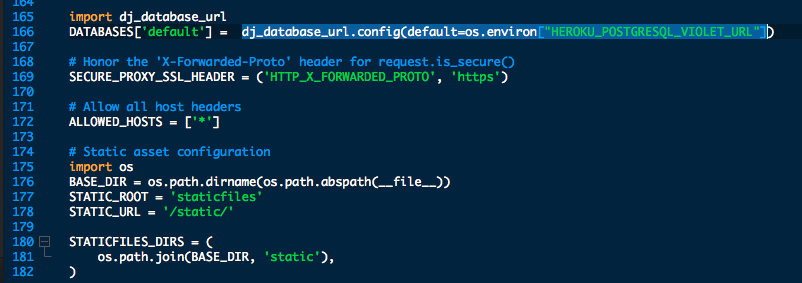 165 import dj_database_url
166 DATABASES['default'] =  dj_database_url.config(default=os.environ["HEROKU_POSTGRESQL_VIOLET_URL"])
167
168 # Honor the 'X-Forwarded-Proto' header for request.is_secure()
169 SECURE_PROXY_SSL_HEADER = ('HTTP_X_FORWARDED_PROTO', 'https')
170
171 # Allow all host headers
172 ALLOWED_HOSTS = ['*']
173
174 # Static asset configuration
175 import os
176 BASE_DIR = os.path.dirname(os.path.abspath(__file__))
177 STATIC_ROOT = 'staticfiles'
178 STATIC_URL = '/static/'
179
180 STATICFILES_DIRS = (
181     os.path.join(BASE_DIR, 'static'),
182 )